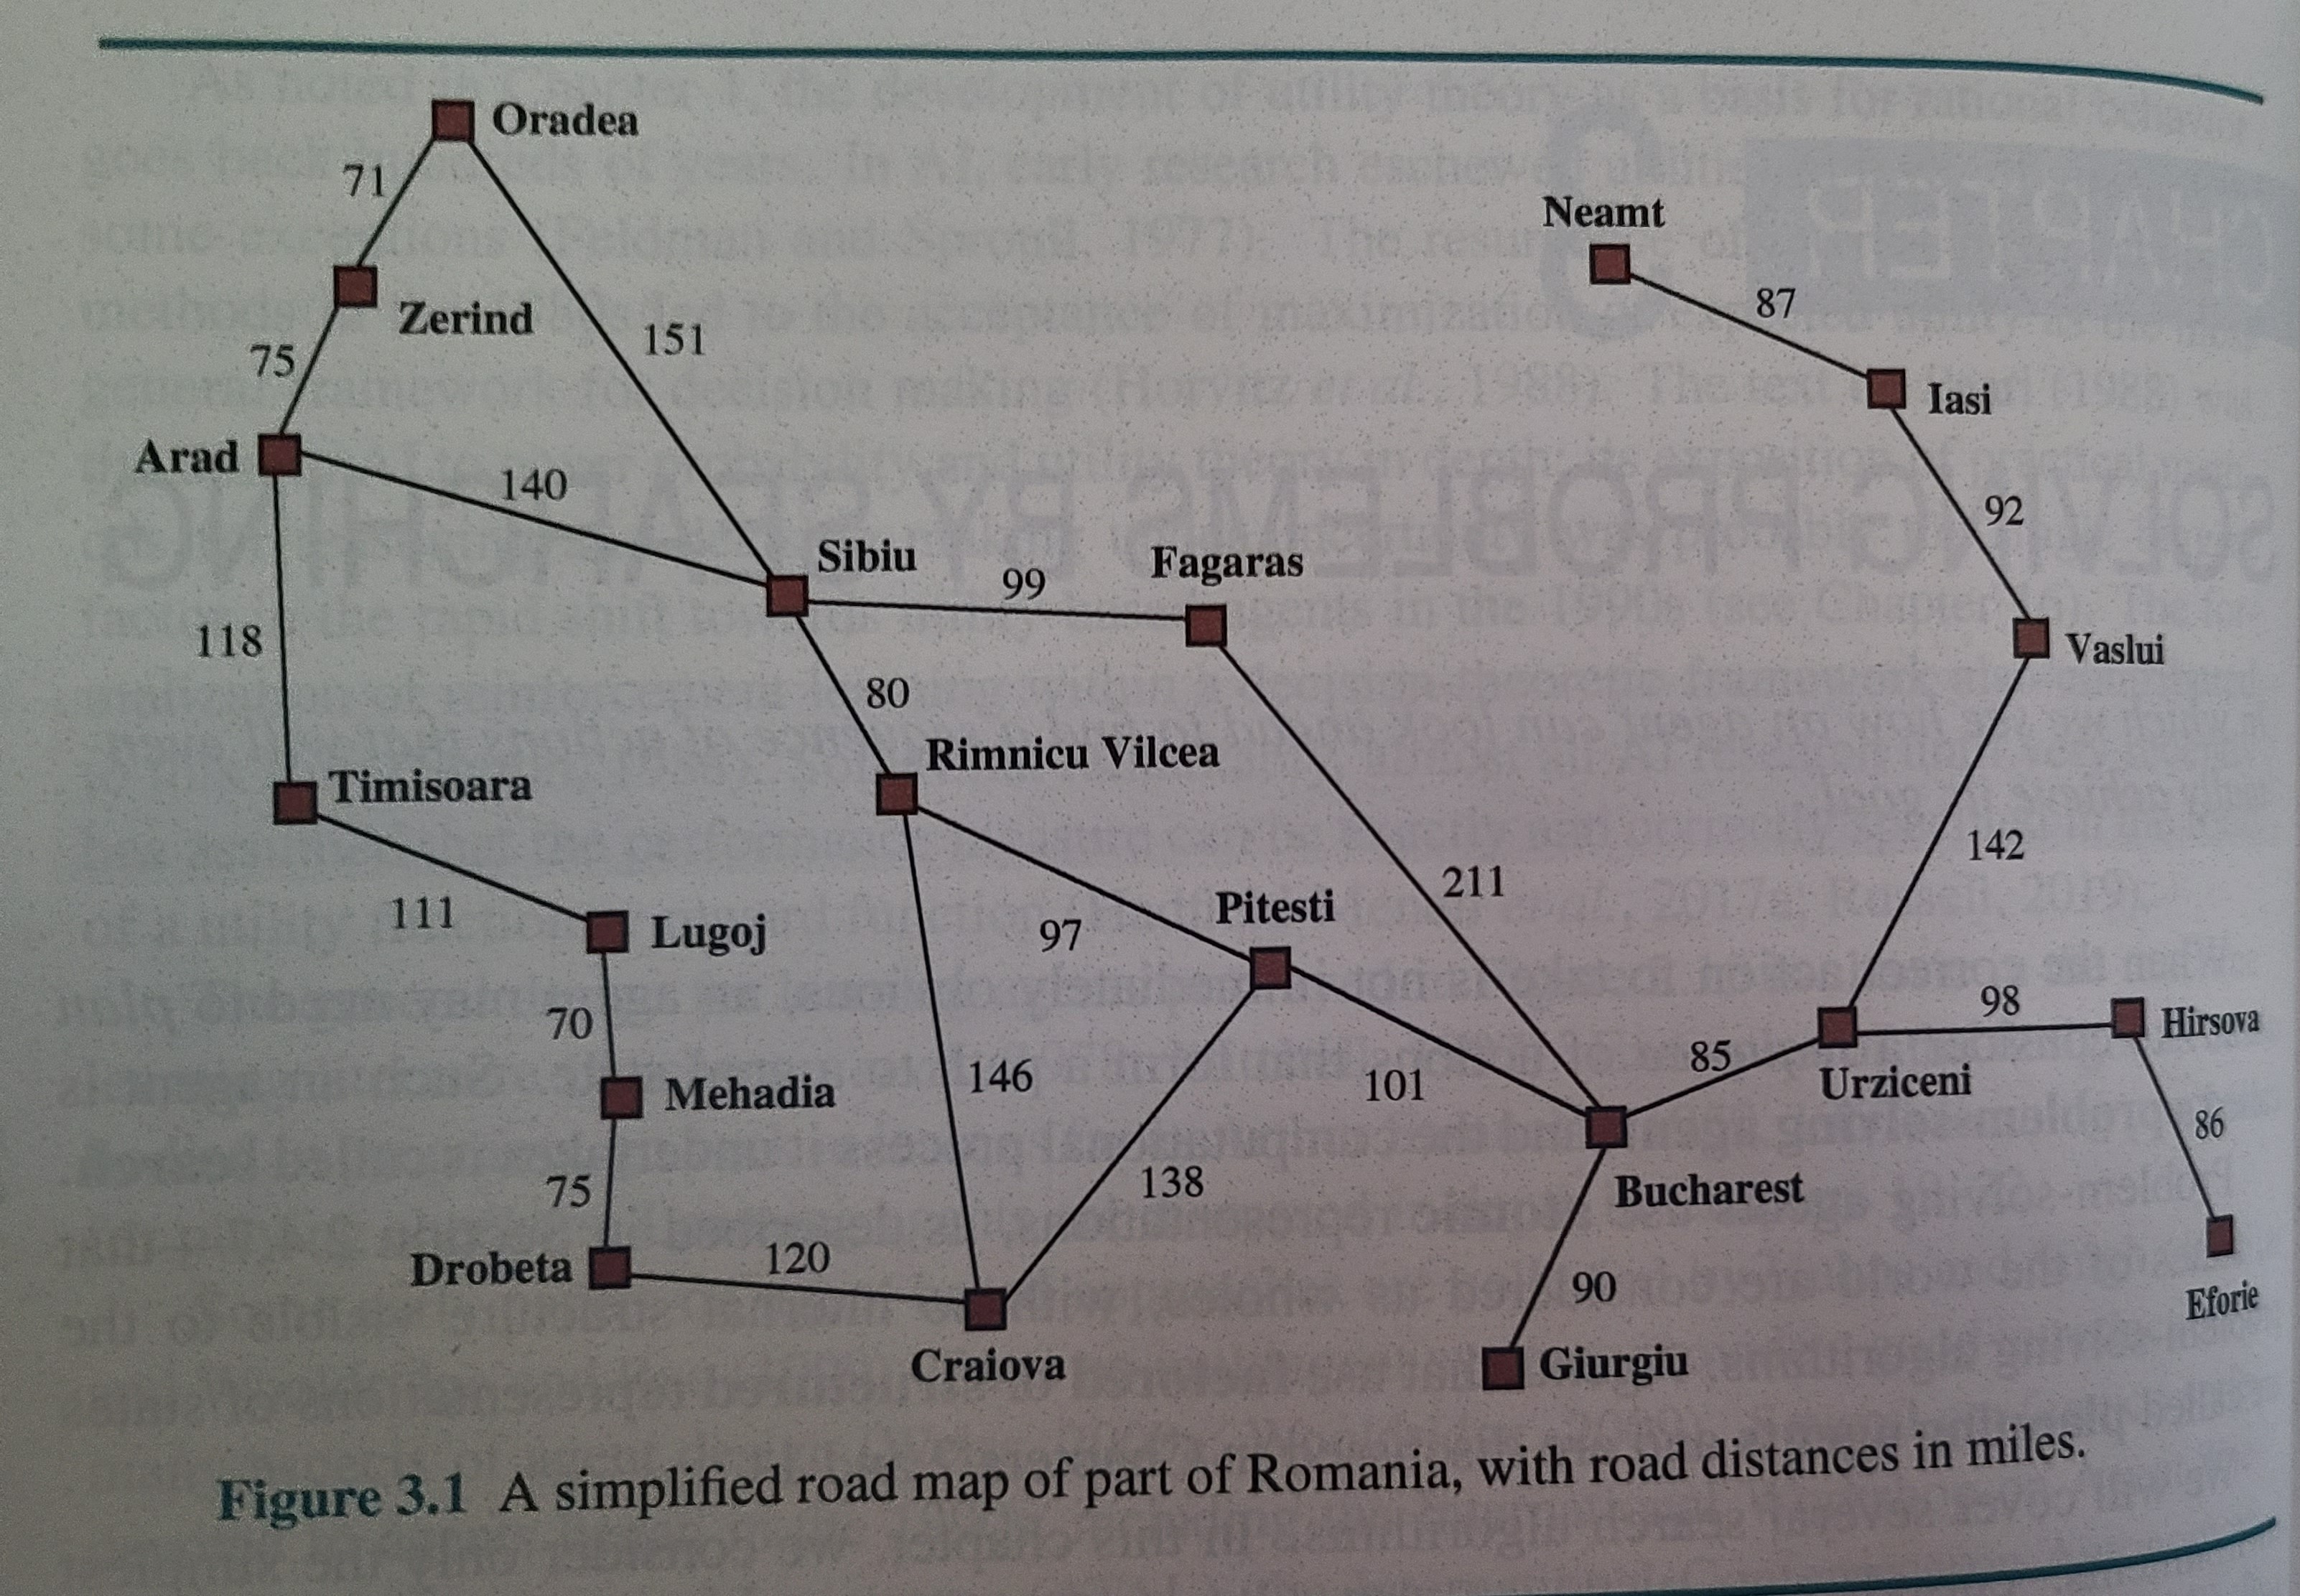 Oradea
71
Neamt
87
Zerind
151
75
Iasi
Arad
140
92
Sibiu
99
Fagaras
118
Vaslui
80
Rimnicu Vilcea
Timisoara
142
211
111
Lugoj
97
Pitesti
98
Hirsova
70
85
Urziceni
Mehadia
146
101
86
75
138
Bucharest
Drobeta
120
90
Eforie
Craiova
Giurgiu
Figure 3.1 A simplified road map of part of Romania, with road distances in miles.